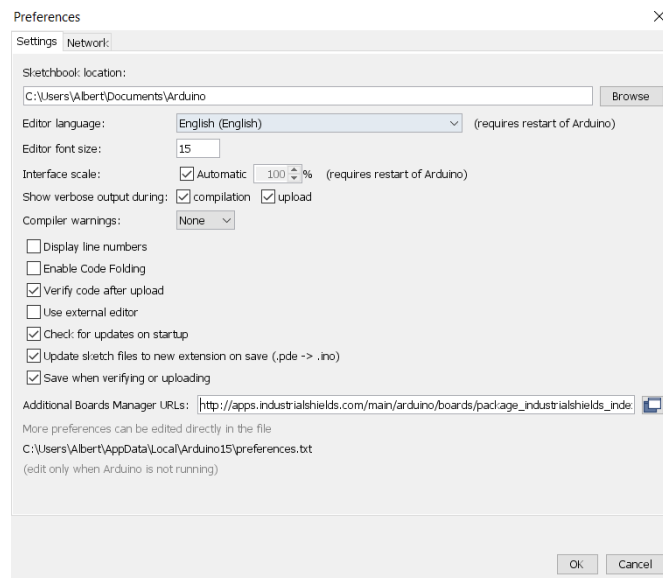 Preferences
Settings Network
Sketchbook location:
C:\Users\Albert\Documents\Arduino Browse
Editor language: English (English) (requires restart of Arduino)
Editor font size: 15
Interface scale: Automatic 100 % (requires restart of Arduino)
Show verbose output during: compilation upload
Compiler warnings: None
Display line numbers
Enable Code Folding
Verify code after upload
Use external editor
Check for updates on startup
Update sketch files to new extension on save (.pde -> .ino)
Save when verifying or uploading
Additional Boards Manager URLs: http://apps.industrialshields.com/main/arduino/boards/package_industrialshields_inde
More preferences can be edited directly in the file
C:\Users\Albert\AppData\Local\Arduino15\preferences.txt
(edit only when Arduino is not running)
OK Cancel